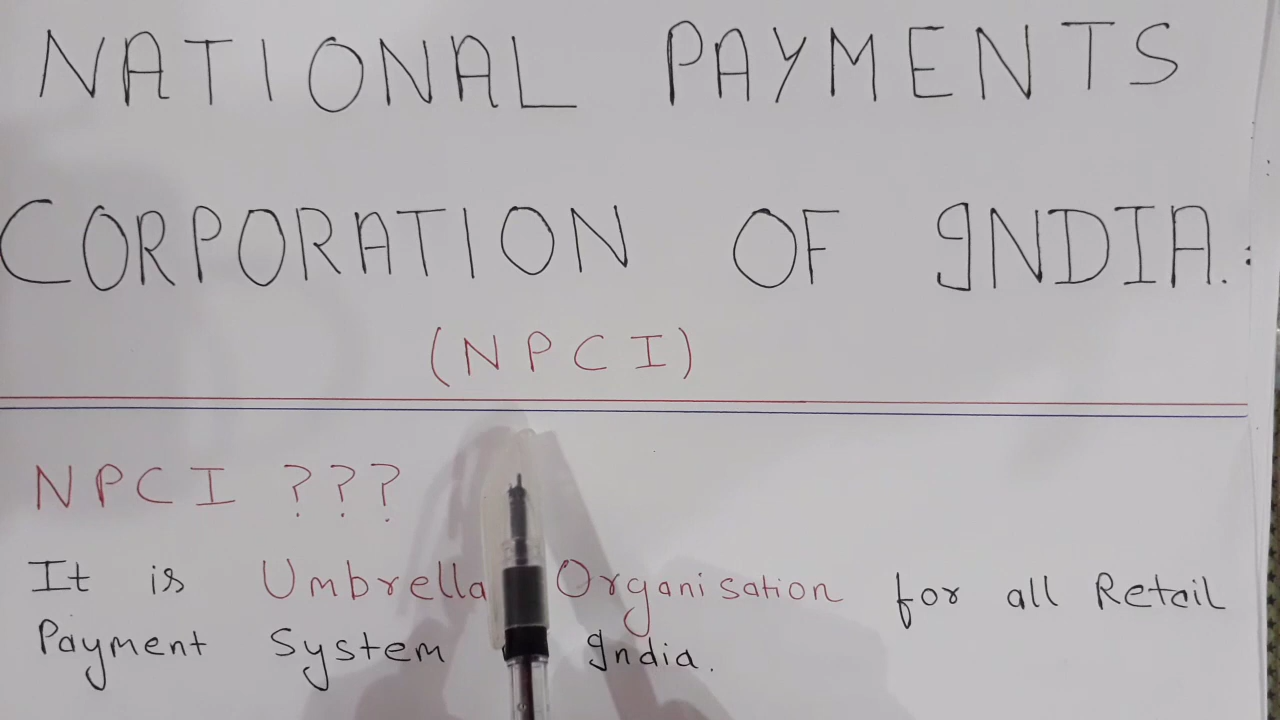 NATIONAL PAYMENTS
CORPORATION OF INDIA.:
(NPCI)
NPCI ???
It is Umbrella Organisation for all Retail
Payment System India.